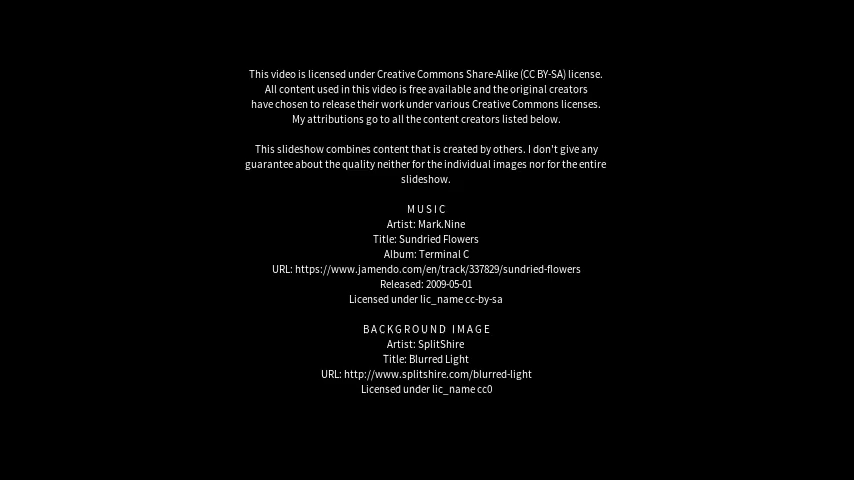 This video is licensed under Creative Commons Share-Alike (CC BY-SA) license.
All content used in this video is free available and the original creators
have chosen to release their work under various Creative Commons licenses.
My attributions go to all the content creators listed below.
This slideshow combines content that is created by others. I don't give any
guarantee about the quality neither for the individual images nor for the entire
slideshow.
MUSIC
Artist: Mark.Nine
Title: Sundried Flowers
Album: Terminal C
URL: https://www.jamendo.com/en/track/337829/sundried-flowers
Released: 2009-05-01
Licensed under lic_name cc-by-sa
BACKGROUND IMAGE
Artist: SplitShire
Title: Blurred Light
URL: http://www.splitshire.com/blurred-light
Licensed under lic_name cc0